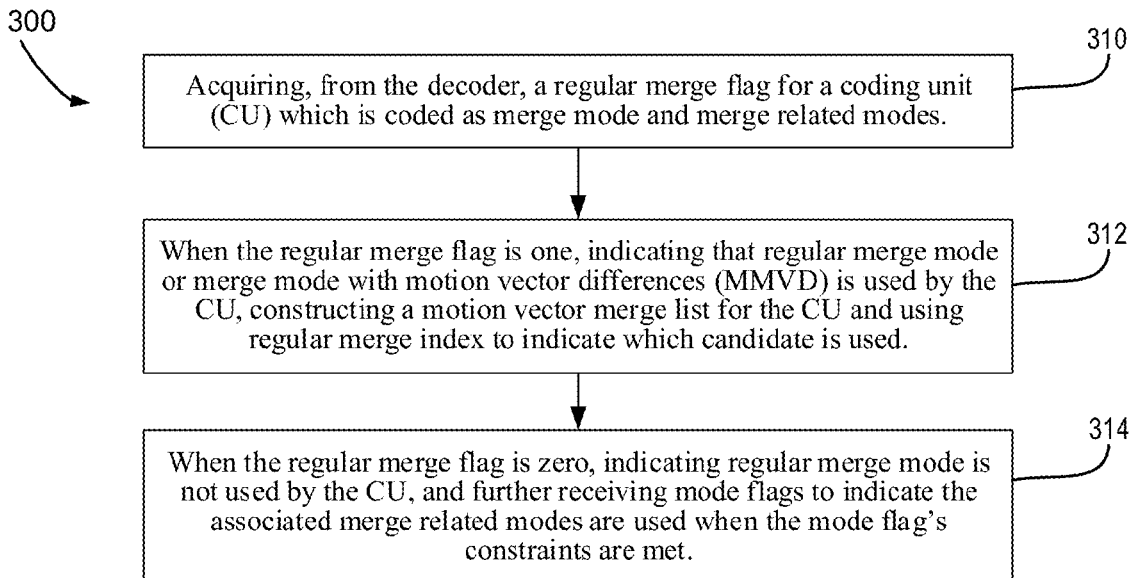 300
310
Acquiring, from the decoder, a regular merge flag for a coding unit
(CU) which is coded as merge mode and merge related modes.
312
When the regular merge flag is one, indicating that regular merge mode
or merge mode with motion vector differences (MMVD) is used by the
CU, constructing a motion vector merge list for the CU and using
regular merge index to indicate which candidate is used.
314
When the regular merge flag is zero, indicating regular merge mode is
not used by the CU, and further receiving mode flags to indicate the
associated merge related modes are used when the mode flag's
constraints are met.